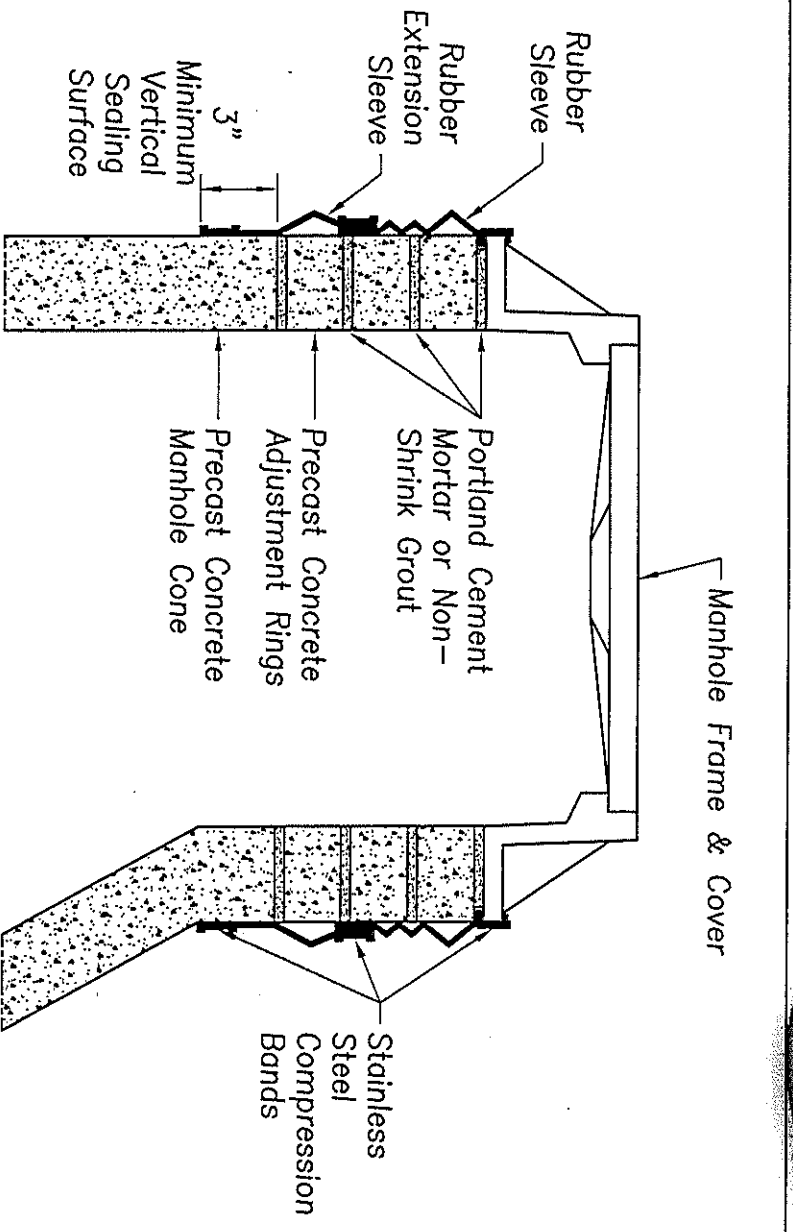 Manhole Frame & Cover
Rubber
Sleeve
Rubber
Extension
Sleeve
3"
Minimum
Vertical
Sealing
Surface
Portland Cement
Mortar or Non-
Shrink Grout
Precast Concrete
Adjustment Rings
Precast Concrete
Manhole Cone
Stainless
Steel
Compression
Bands